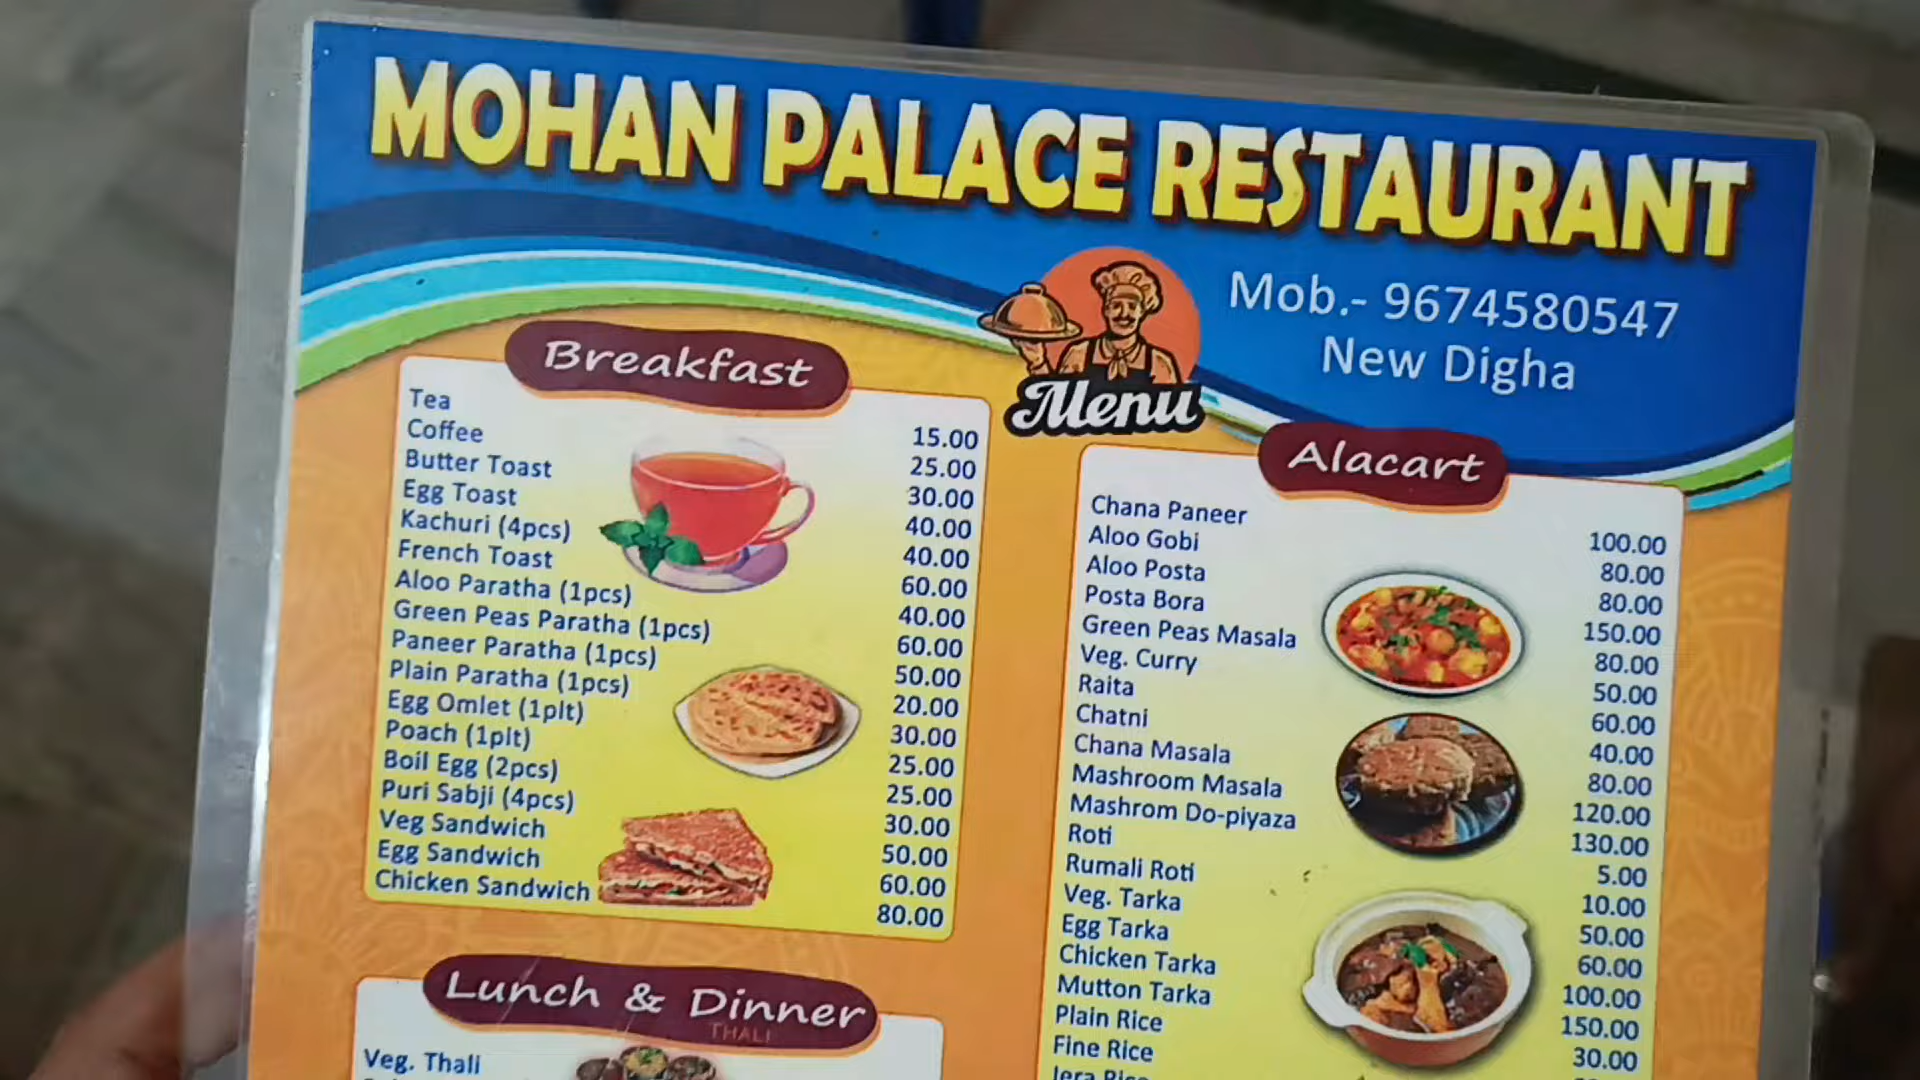 MOHAN PALACE RESTAURANT
Mob.- 9674580547
New Digha
Menu
Breakfast
Tea 15.00
Coffee 25.00
Butter Toast 30.00
Egg Toast 40.00
Kachuri (4pcs) 40.00
French Toast 60.00
Aloo Paratha (1pcs) 40.00
Green Peas Paratha (1pcs) 60.00
Paneer Paratha (1pcs) 50.00
Plain Paratha (1pcs) 20.00
Egg Omlet (1plt) 30.00
Poach (1plt) 25.00
Boil Egg (2pcs) 25.00
Puri Sabji (4pcs) 30.00
Veg Sandwich 50.00
Egg Sandwich 60.00
Chicken Sandwich 80.00
Lunch & Dinner
THALI
Veg. Thali
Alacart
Chana Paneer 100.00
Aloo Gobi 80.00
Aloo Posta 80.00
Posta Bora 150.00
Green Peas Masala 80.00
Veg. Curry 50.00
Raita 60.00
Chatni 40.00
Chana Masala 80.00
Mashroom Masala 120.00
Mashrom Do-piyaza 130.00
Roti 5.00
Rumali Roti 10.00
Veg. Tarka 50.00
Egg Tarka 60.00
Chicken Tarka 100.00
Mutton Tarka 150.00
Plain Rice 30.00
Fine Rice
Jera Rice